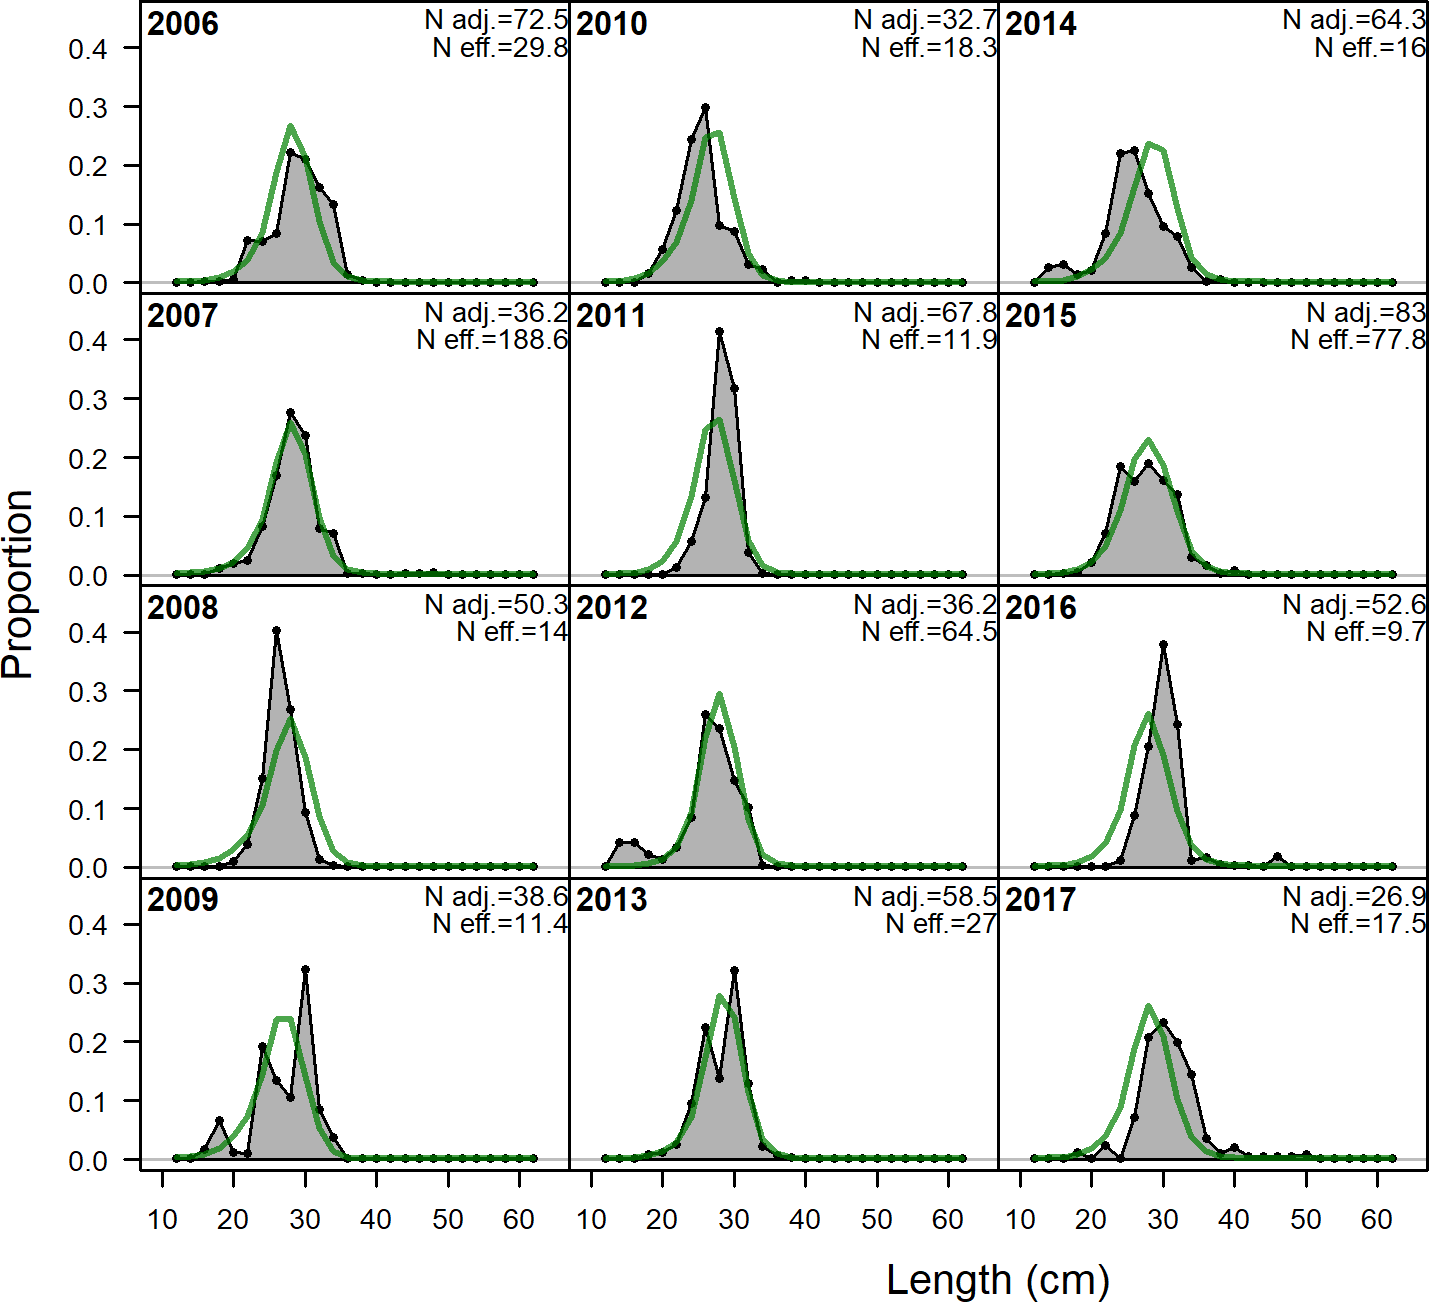 2006
N adj.=72.5
N eff.=29.8
2010
N adj.=32.7
N eff.=18.3
2014
N adj.=64.3
N eff.=16
0.4
0.3
0.2
0.1
0.0
2007
N adj.=36.2
N eff.=188.6
2011
N adj.=67.8
N eff.=11.9
2015
N adj.=83
N eff.=77.8
0.4
0.3
0.2
0.1
0.0
Proportion
2008
N adj.=50.3
N eff.=14
2012
N adj.=36.2
N eff.=64.5
2016
N adj.=52.6
N eff.=9.7
0.4
0.3
0.2
0.1
0.0
2009
N adj.=38.6
N eff.=11.4
2013
N adj.=58.5
N eff.=27
2017
N adj.=26.9
N eff.=17.5
0.4
0.3
0.2
0.1
0.0
10 20 30 40 50 60 10 20 30 40 50 60 10 20 30 40 50 60
Length (cm)